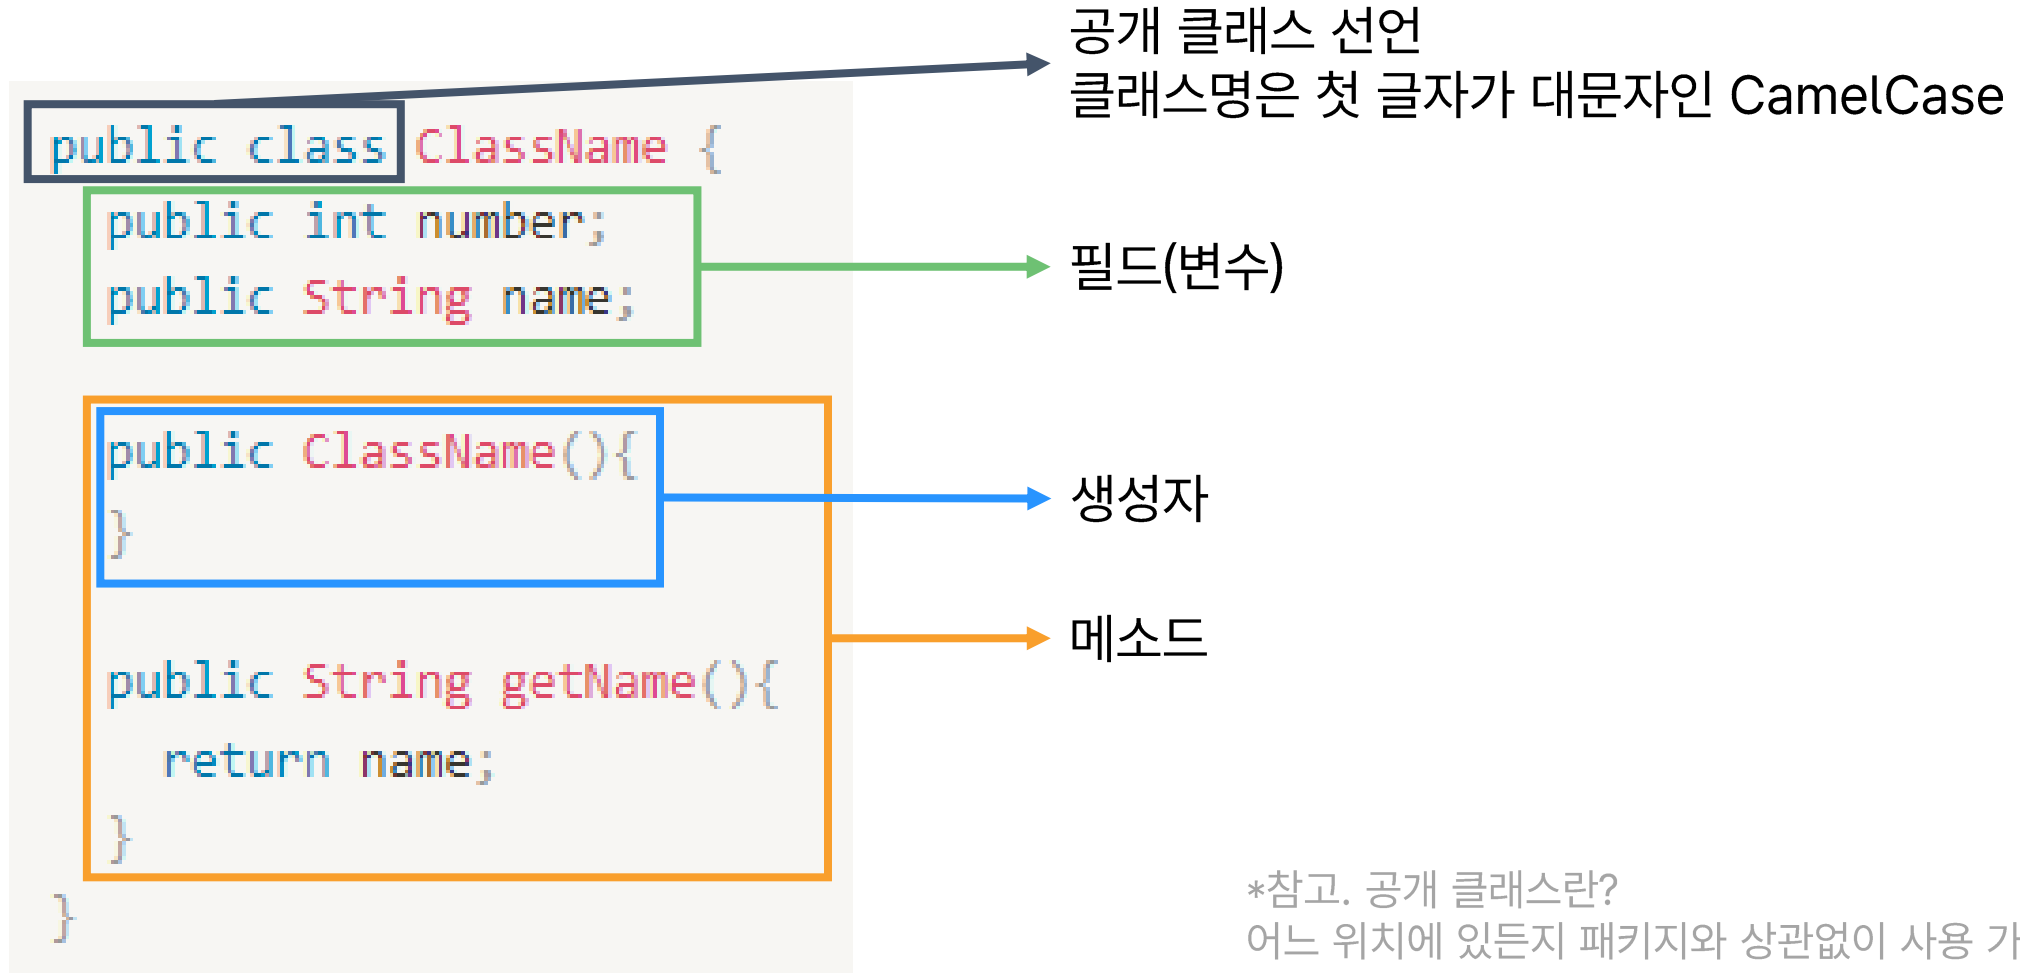 공개 클래스 선언
클래스명은 첫 글자가 대문자인 CamelCase
public class ClassName {
public int number;
public String name;
필드(변수)
public ClassName(){
}
생성자
메소드
public String getName(){
return name;
}
}
*참고. 공개 클래스란?
어느 위치에 있든지 패키지와 상관없이 사용 가